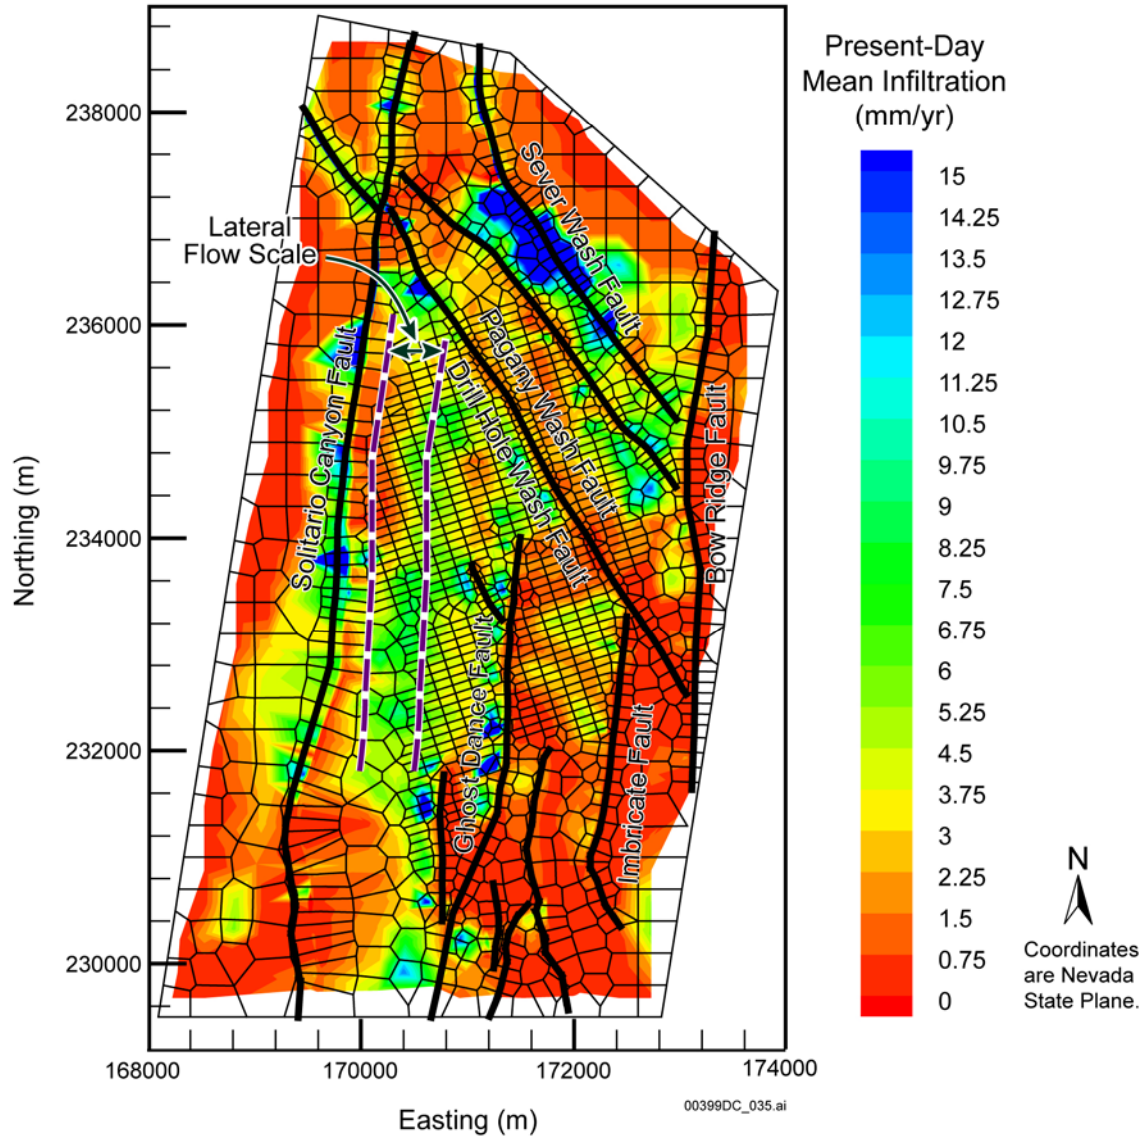 Present-Day
Mean Infiltration
(mm/yr)
15
14.25
13.5
12.75
12
11.25
10.5
9.75
9
8.25
7.5
6.75
6
5.25
4.5
3.75
3
2.25
1.5
0.75
0
N
Coordinates
are Nevada
State Plane.
Northing (m)
238000
236000
234000
232000
230000
Lateral
Flow Scale
Sever Wash Fault
Pagany Wash Fault
Drill Hole Wash Fault
Solitario Canyon Fault
Bow Ridge Fault
Ghost Dance Fault
Imbricate Fault
168000
170000
172000
174000
Easting (m)
00399DC_035.ai